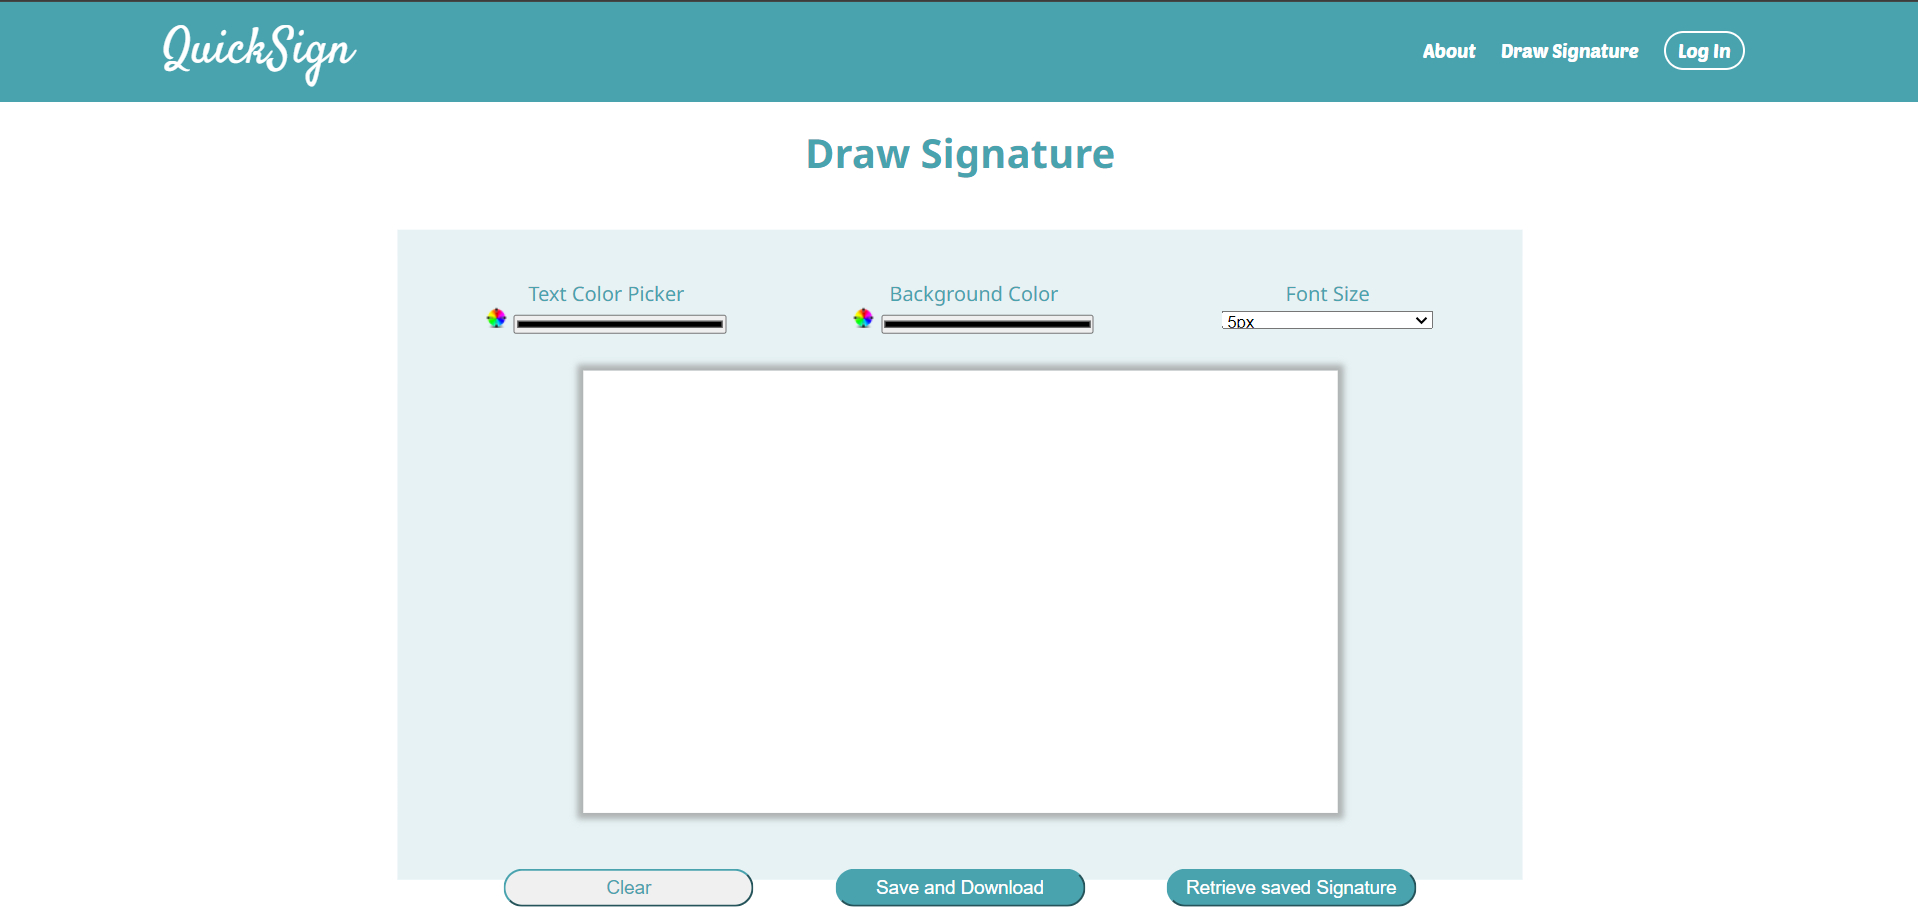 QuickSign
About Draw Signature Log In
Draw Signature
Text Color Picker Background Color Font Size
5px
Clear Save and Download Retrieve saved Signature